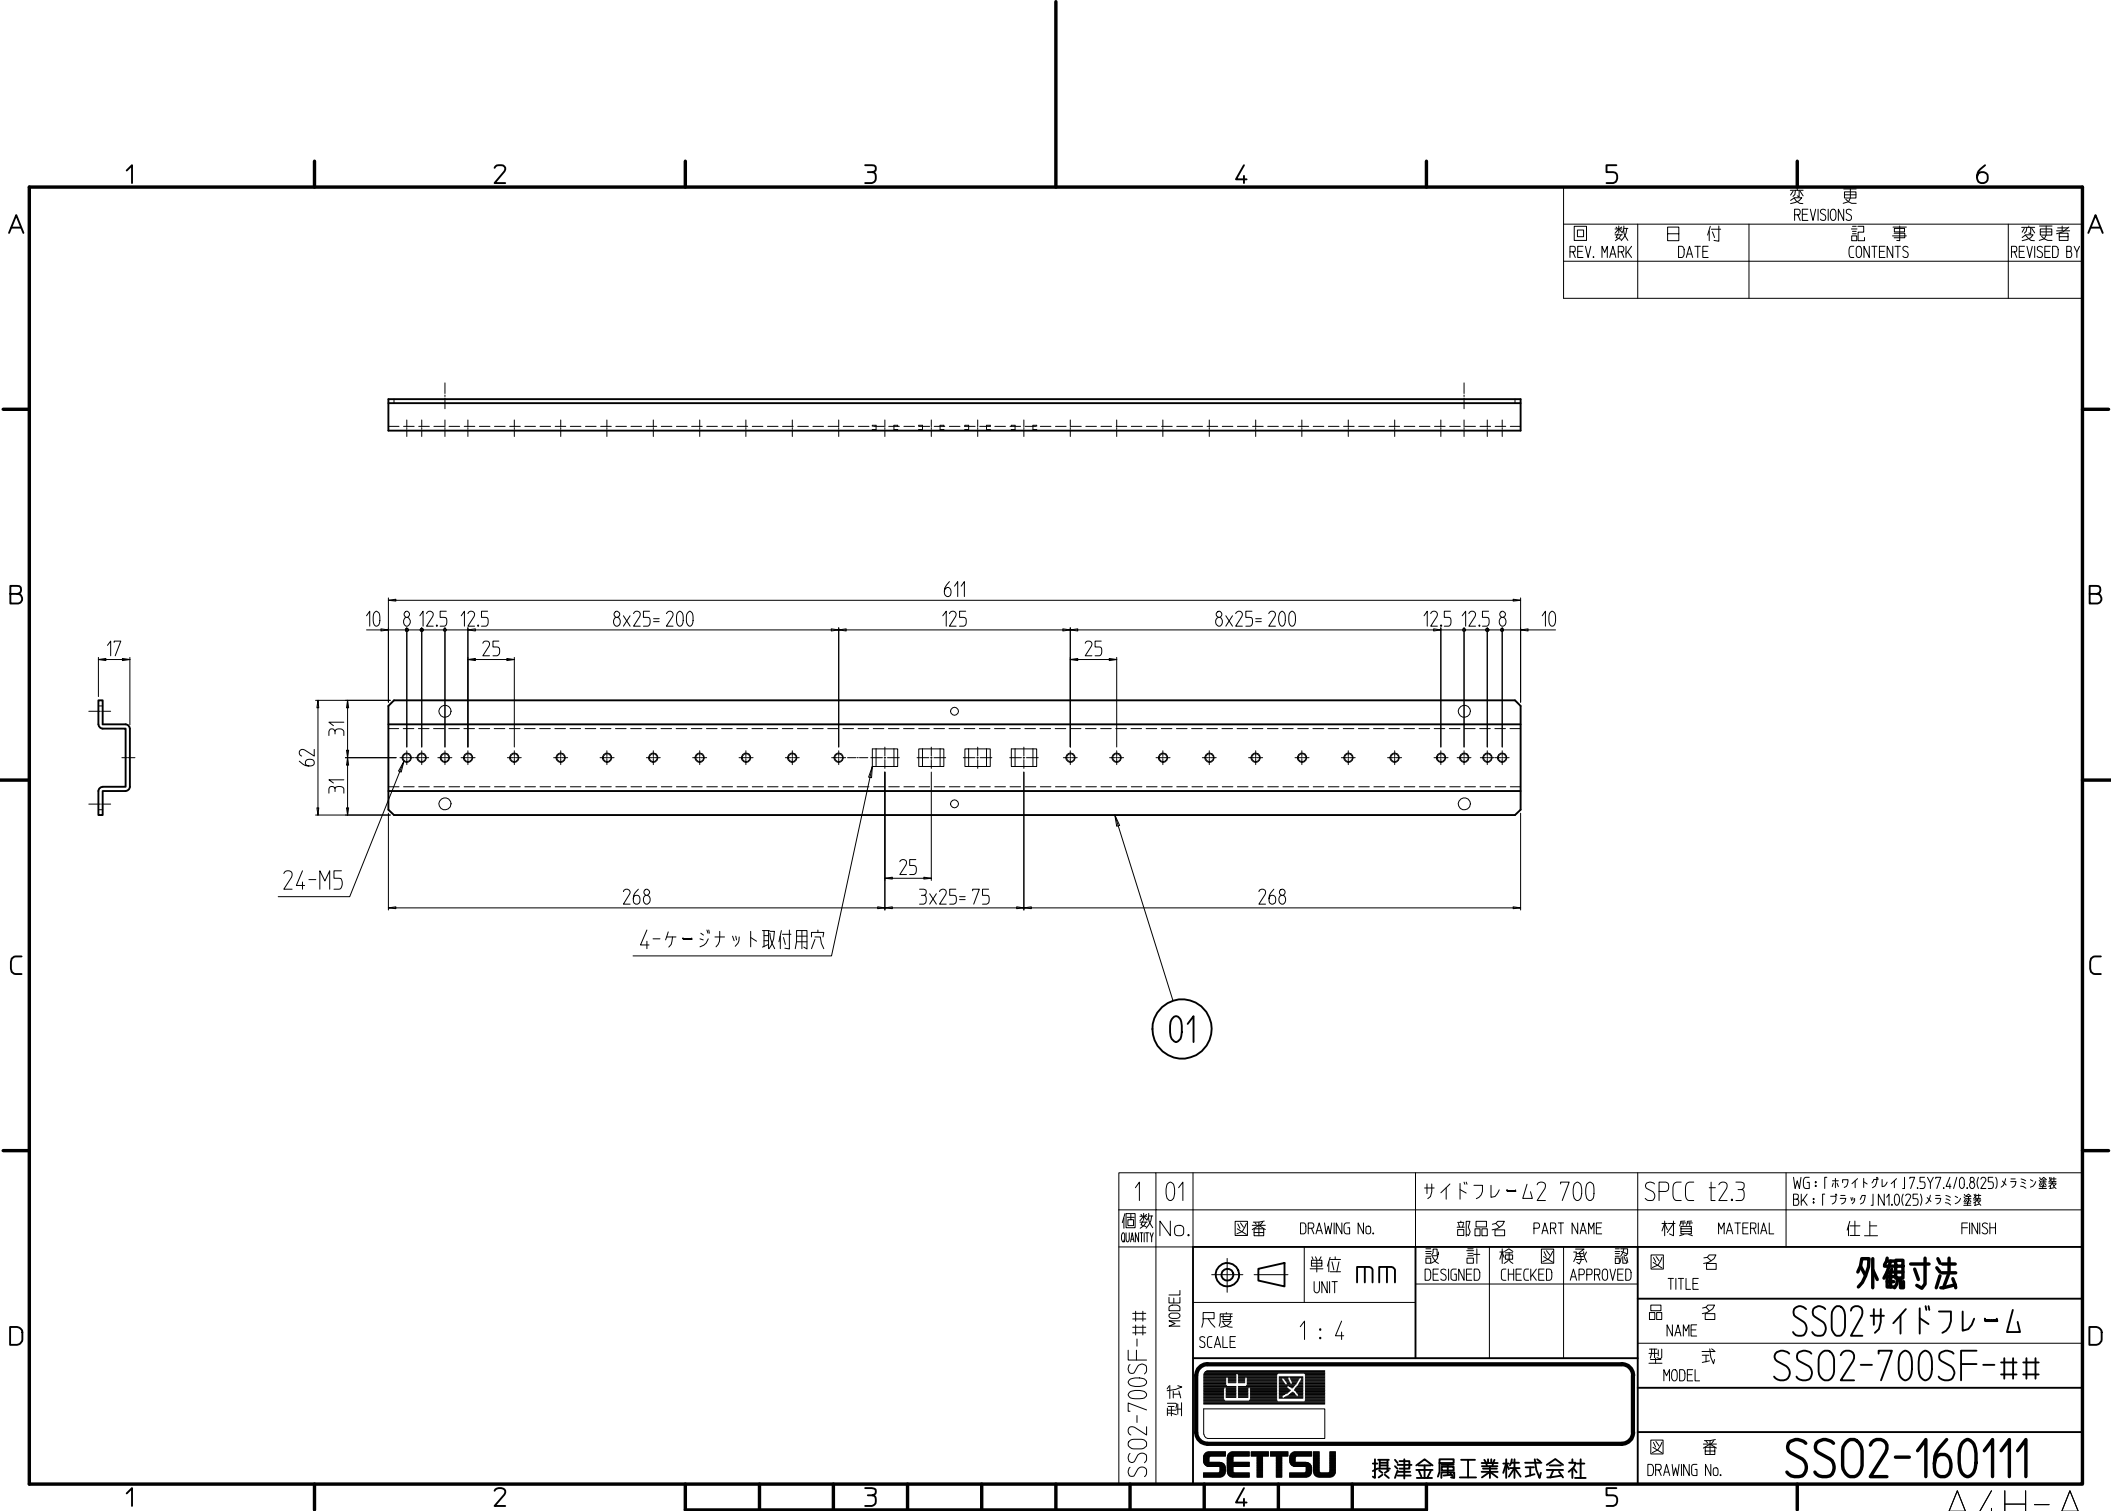 1 2 3 4 5 6
A A
変 更
REVISIONS
回 数 日 付 記 事 変更者
REV. MARK DATE CONTENTS REVISED BY
B B
611
10 8 12.5 12.5 8x25=200 125 8x25=200 12.5 12.5 8 10
25 25
17
31
62
31
24-M5
25
268 3x25=75 268
4-ケージナット取付用穴
C C
01
1 01 サイドフレーム2 700 SPCC t2.3
WG:「ホワイトグレイ」7.5Y7.4/0.8(25)メラミン塗装
BK:「ブラック」N1.0(25)メラミン塗装
個数 No. 図番 DRAWING No. 部品名 PART NAME 材質 MATERIAL 仕上 FINISH
QUANTITY
SS02-700SF-##
MODEL
型式
単位 mm
UNIT
設 計 検 図 承 認
DESIGNED CHECKED APPROVED
尺度
SCALE 1:4
図 名
TITLE 外観寸法
品 名
NAME SS02サイドフレーム
型 式
MODEL SS02-700SF-##
D D
出 図
SETTSU 摂津金属工業株式会社
図 番
DRAWING No. SS02-160111
1 2 3 4 5